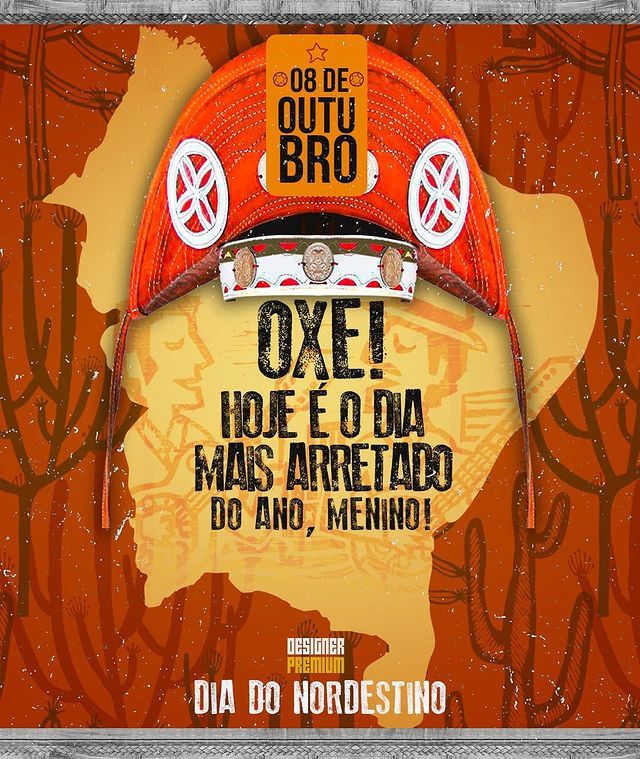 08 DE
OUTU
BRO
OXE!
HOJE É O DIA
MAIS ARRETADO
DO ANO, MENINO!
DESIGNER
PREMIUM
DIA DO NORDESTINO